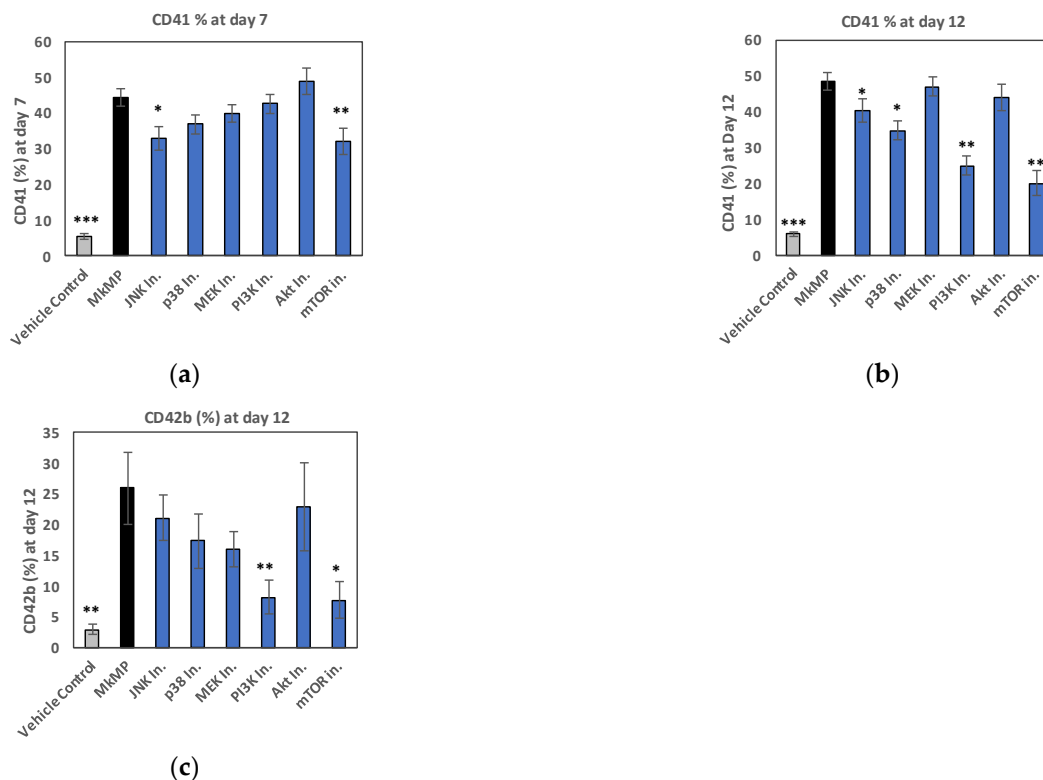 CD41 % at day 7
CD41 (%) at day 7
60
50
40
30
20
10
0
***
*
**
Vehicle Control
MkMP
JNK In.
p38 In.
MEK In.
PI3K In.
Akt In.
mTOR in.
(a)
CD41 % at day 12
CD41 (%) at Day 12
60
50
40
30
20
10
0
***
*
*
**
**
Vehicle Control
MkMP
JNK In.
p38 In.
MEK In.
PI3K In.
Akt In.
mTOR in.
(b)
CD42b (%) at day 12
CD42b (%) at day 12
35
30
25
20
15
10
5
0
**
**
*
Vehicle Control
MkMP
JNK In.
p38 In.
MEK In.
PI3K In.
Akt In.
mTOR in.
(c)